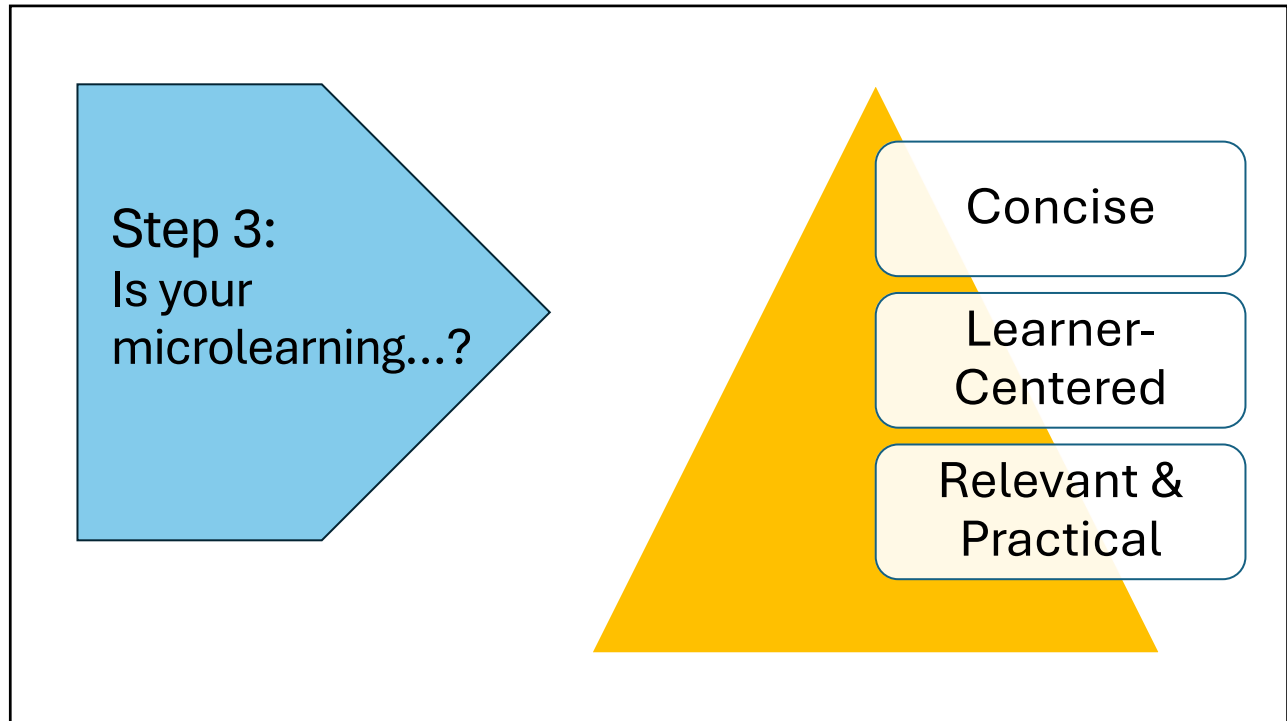 Step 3:
Is your
microlearning...?
Concise
Learner-
Centered
Relevant &
Practical